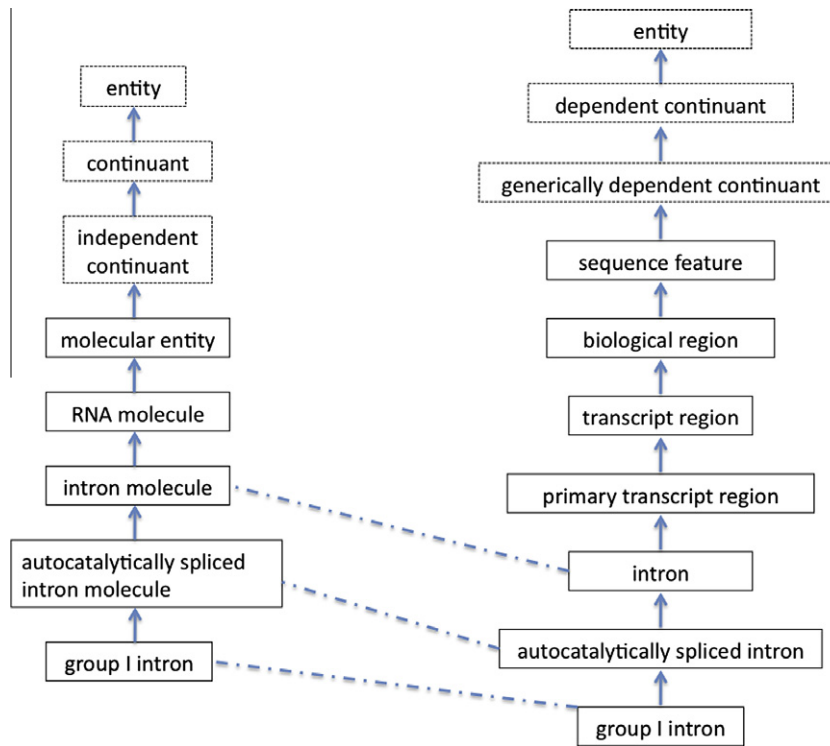 entity
continuant
independent
continuant
molecular entity
RNA molecule
intron molecule
autocatalytically spliced
intron molecule
group I intron
entity
dependent continuant
generically dependent continuant
sequence feature
biological region
transcript region
primary transcript region
intron
autocatalytically spliced intron
group I intron